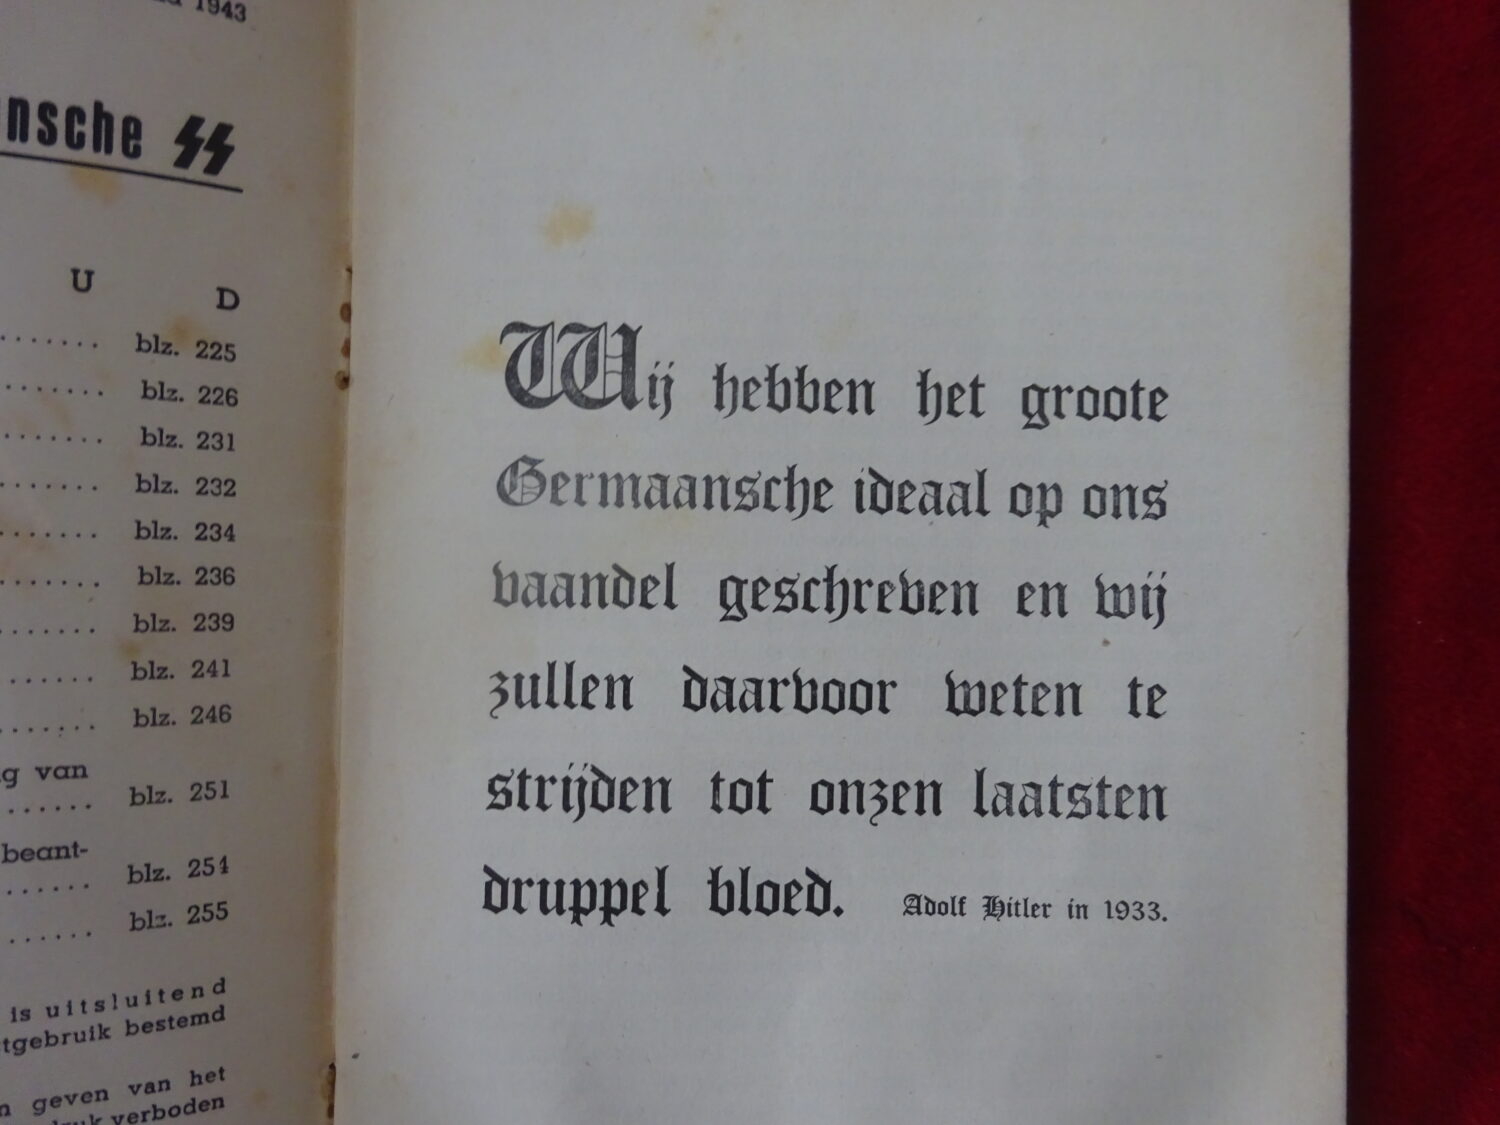 1943
nsche SS
U D
....... blz. 225
....... blz. 226
....... blz. 231
....... blz. 232
....... blz. 234
....... blz. 236
....... blz. 239
....... blz. 241
....... blz. 246
g van
...... blz. 251
beant-
...... blz. 254
...... blz. 255
is uitsluitend
tgebruik bestemd
n geven van het
druk verboden
Wij hebben het groote
Germaansche ideaal op ons
vaandel geschreven en wij
zullen daarvoor weten te
strijden tot onzen laatsten
druppel bloed. Adolf Hitler in 1933.